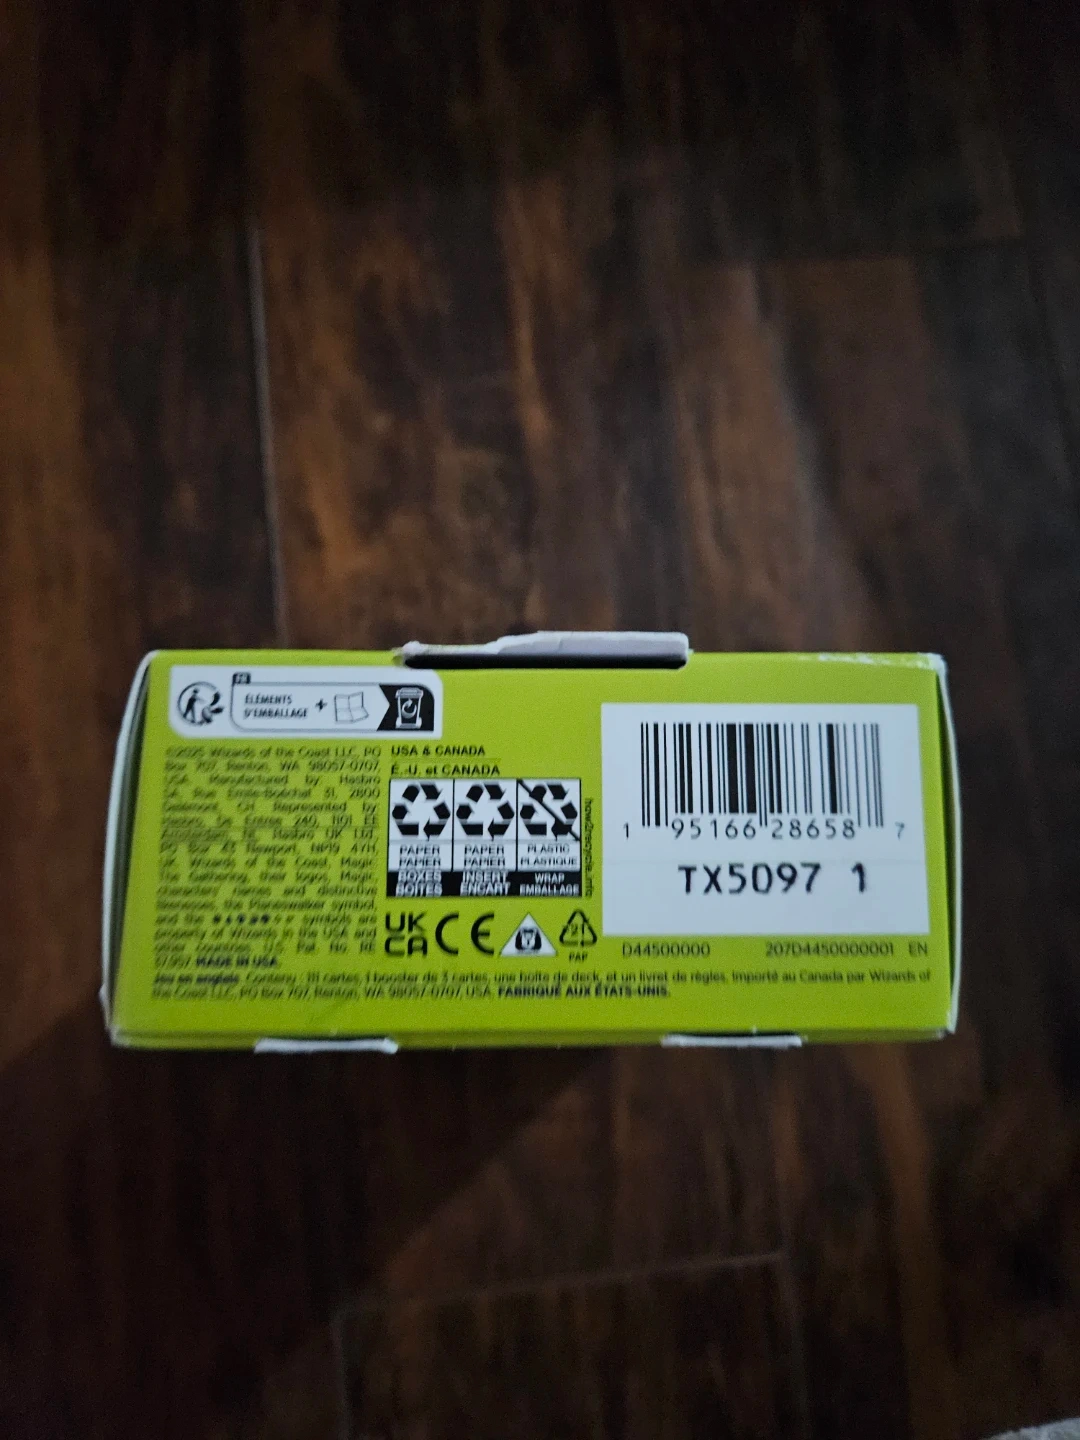 FR
ÉLÉMENTS
D'EMBALLAGE
+
©2025 Wizards of the Coast LLC, PO
Box 707, Renton, WA 98057-0707,
USA. Manufactured by: Hasbro
SA, Rue Emile-Boéchat 31, 2800
Delémont, CH. Represented by:
Hasbro, De Entree 240, 1101 EE
Amsterdam, NL. Hasbro UK Ltd.,
PO Box 43 Newport, NP19 4YH,
UK. Wizards of the Coast, Magic:
The Gathering, their logos, Magic,
characters' names and distinctive
likenesses, the Planeswalker symbol,
and the symbols are
property of Wizards in the USA and
other countries. U.S. Pat. No. RE
37,957. MADE IN USA.
USA & CANADA
É.-U. et CANADA
PAPER PAPER PLASTIC
PAPIER PAPIER PLASTIQUE
BOXES INSERT WRAP
BOÎTES ENCART EMBALLAGE
how2recycle.info
UK
CA CE
21
PAP
1 95166 28658 7
TX5097 1
D44500000 207D4450000001 EN
Jeu en anglais. Contenu : 111 cartes, 1 booster de 3 cartes, une boîte de deck, et un livret de règles. Importé au Canada par Wizards of
the Coast LLC, PO Box 707, Renton, WA 98057-0707, USA. FABRIQUÉ AUX ÉTATS-UNIS.